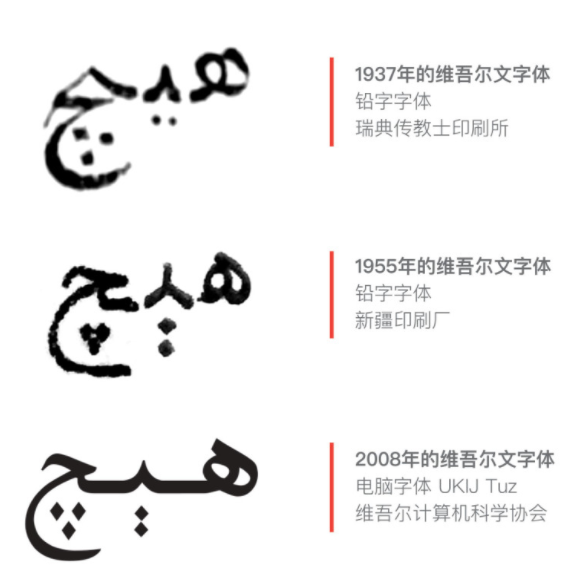 هيچ
1937年的维吾尔文字体
铅字字体
瑞典传教士印刷所
هېچ
1955年的维吾尔文字体
铅字字体
新疆印刷厂
هېچ
2008年的维吾尔文字体
电脑字体 UKIJ Tuz
维吾尔计算机科学协会